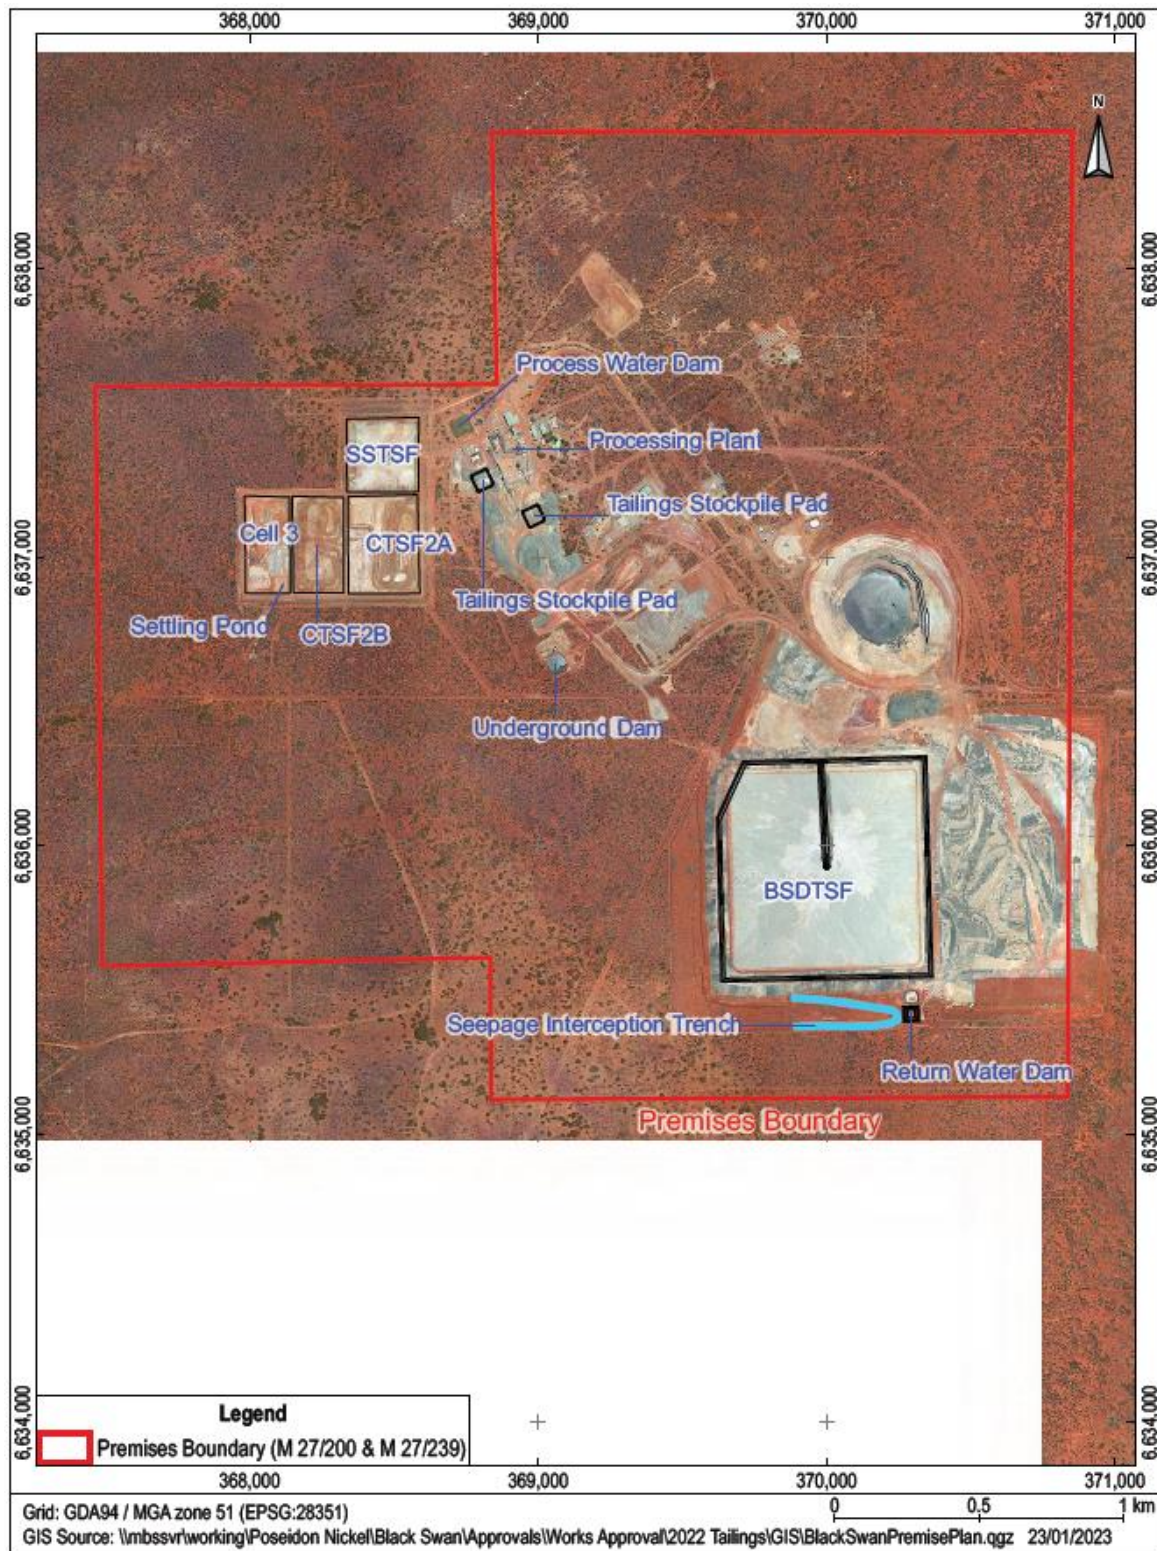 368,000 369,000 370,000 371,000
N
6,638,000 6,638,000
Process Water Dam
Processing Plant
SSTSF
Tailings Stockpile Pad
Cell 3
CTSF2A
6,637,000 6,637,000
Tailings Stockpile Pad
Settling Pond
CTSF2B
Underground Dam
6,636,000 6,636,000
BSDTSF
Seepage Interception Trench
Return Water Dam
Premises Boundary
6,635,000 6,635,000
6,634,000 6,634,000
Legend
Premises Boundary (M 27/200 & M 27/239)
368,000 369,000 370,000 371,000
Grid: GDA94 / MGA zone 51 (EPSG:28351)
0 0.5 1 km
GIS Source: \\mbssvr\working\Poseidon Nickel\Black Swan\Approvals\Works Approval\2022 Tailings\GIS\BlackSwanPremisePlan.qgz 23/01/2023